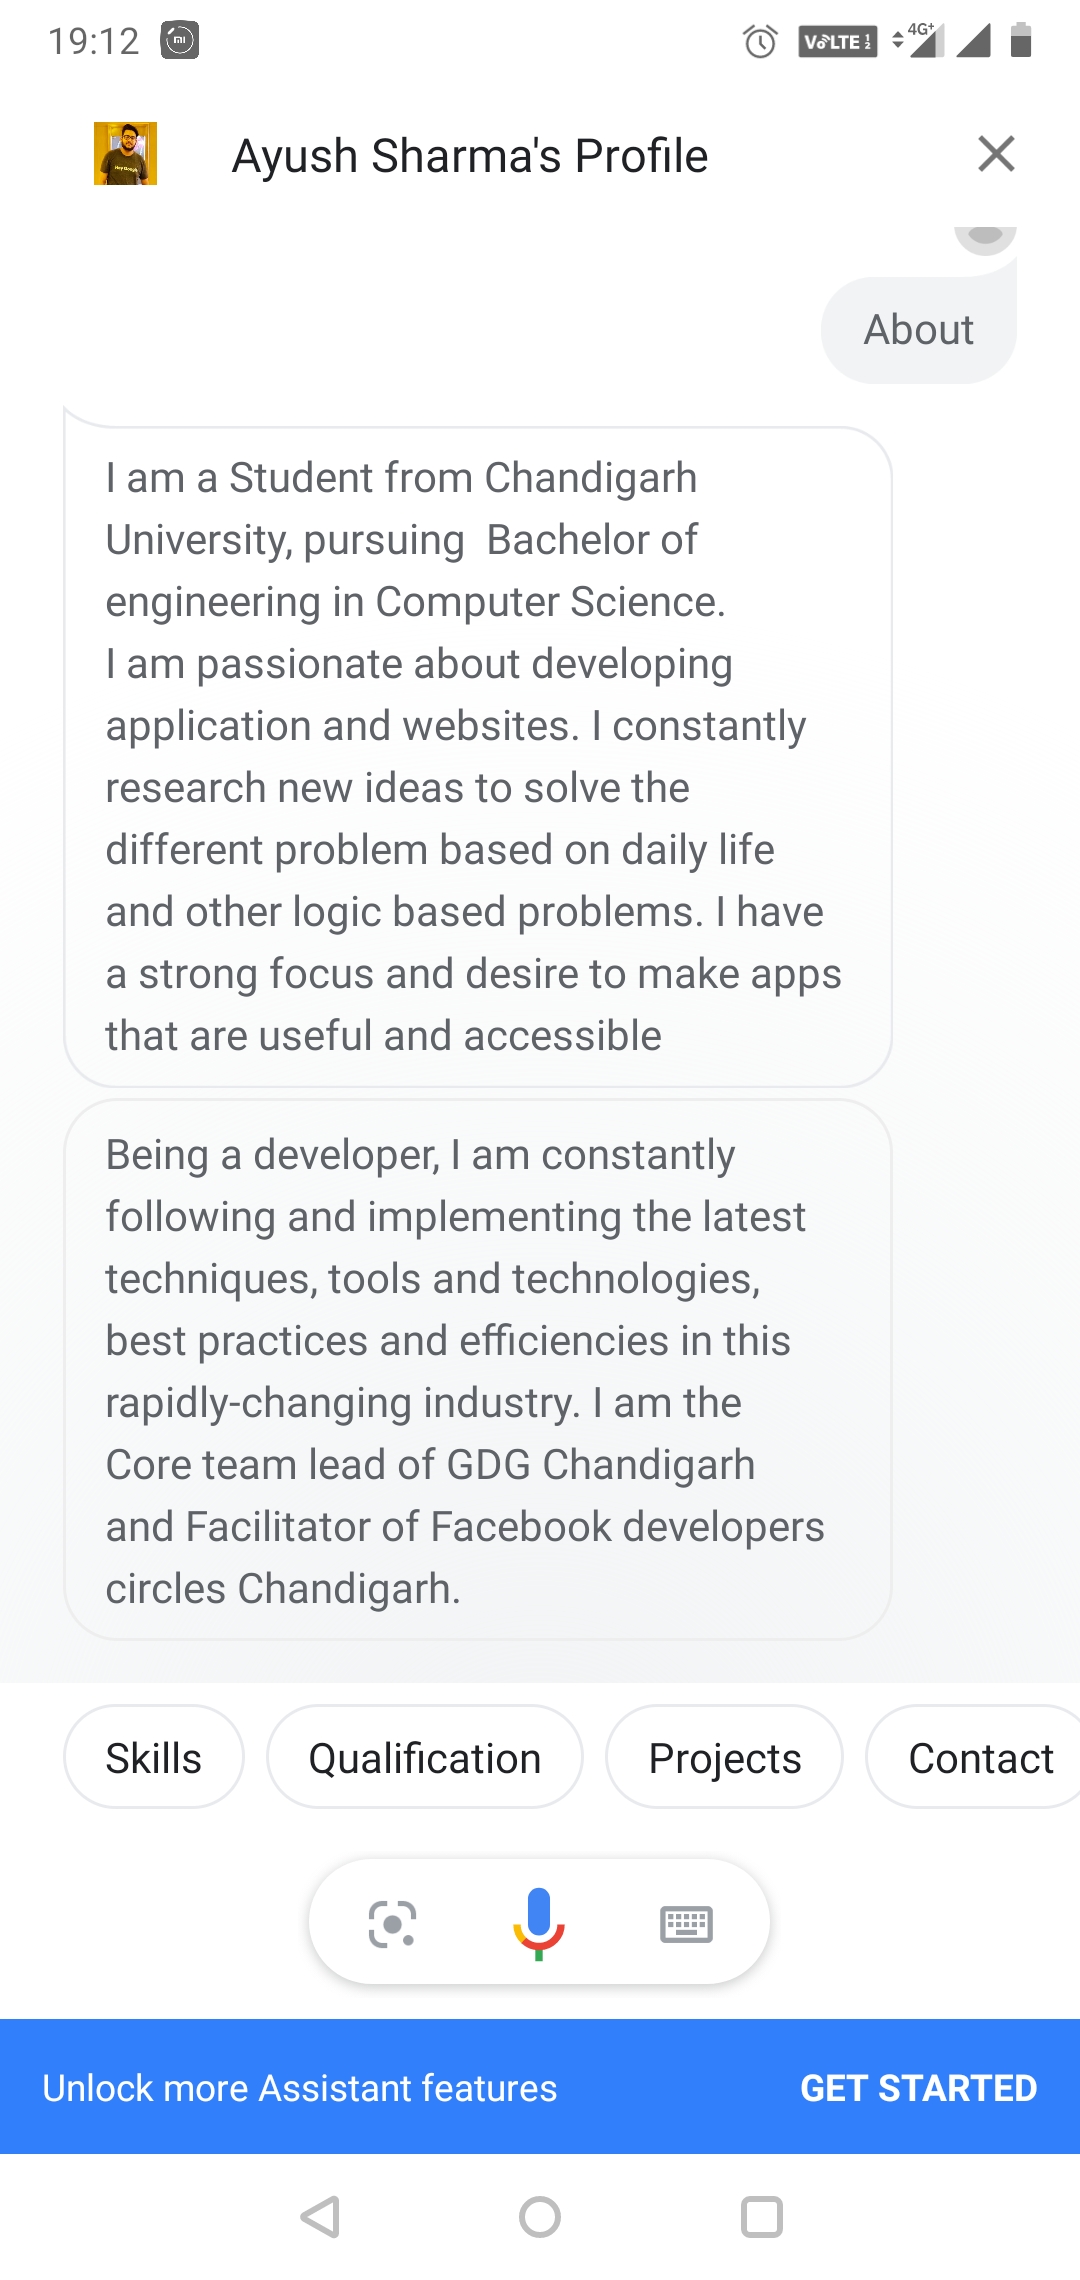 19:12
VoLTE 1 2
4G+
Ayush Sharma's Profile
About
I am a Student from Chandigarh
University, pursuing  Bachelor of
engineering in Computer Science.
I am passionate about developing
application and websites. I constantly
research new ideas to solve the
different problem based on daily life
and other logic based problems. I have
a strong focus and desire to make apps
that are useful and accessible
Being a developer, I am constantly
following and implementing the latest
techniques, tools and technologies,
best practices and efficiencies in this
rapidly-changing industry. I am the
Core team lead of GDG Chandigarh
and Facilitator of Facebook developers
circles Chandigarh.
Skills
Qualification
Projects
Contact
Unlock more Assistant features
GET STARTED